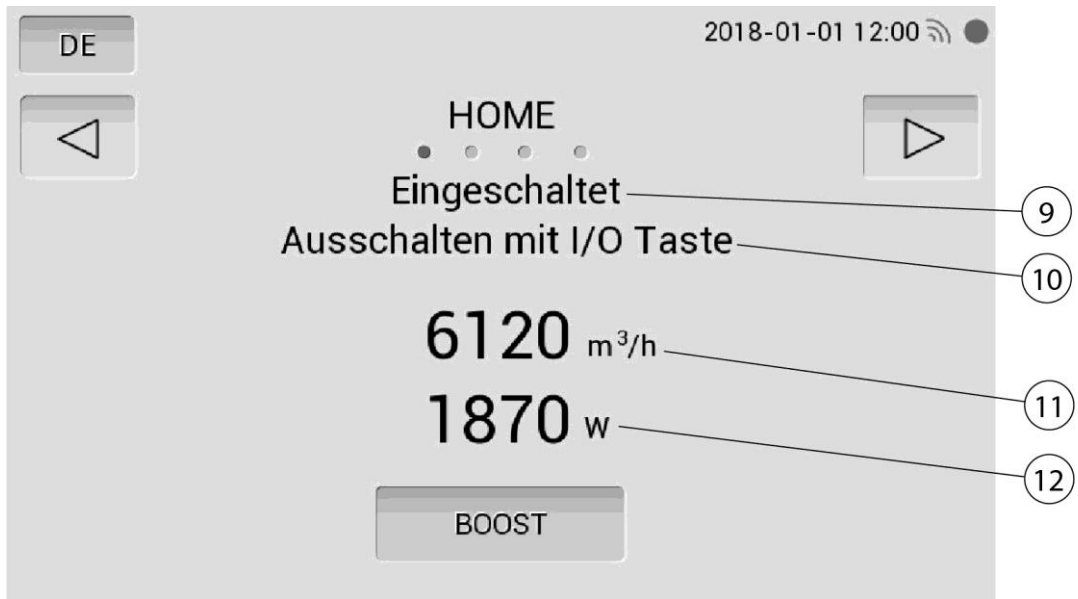 DE
2018-01-01 12:00
HOME
Eingeschaltet
9
Ausschalten mit I/O Taste
10
6120 m³/h
11
1870 W
12
BOOST